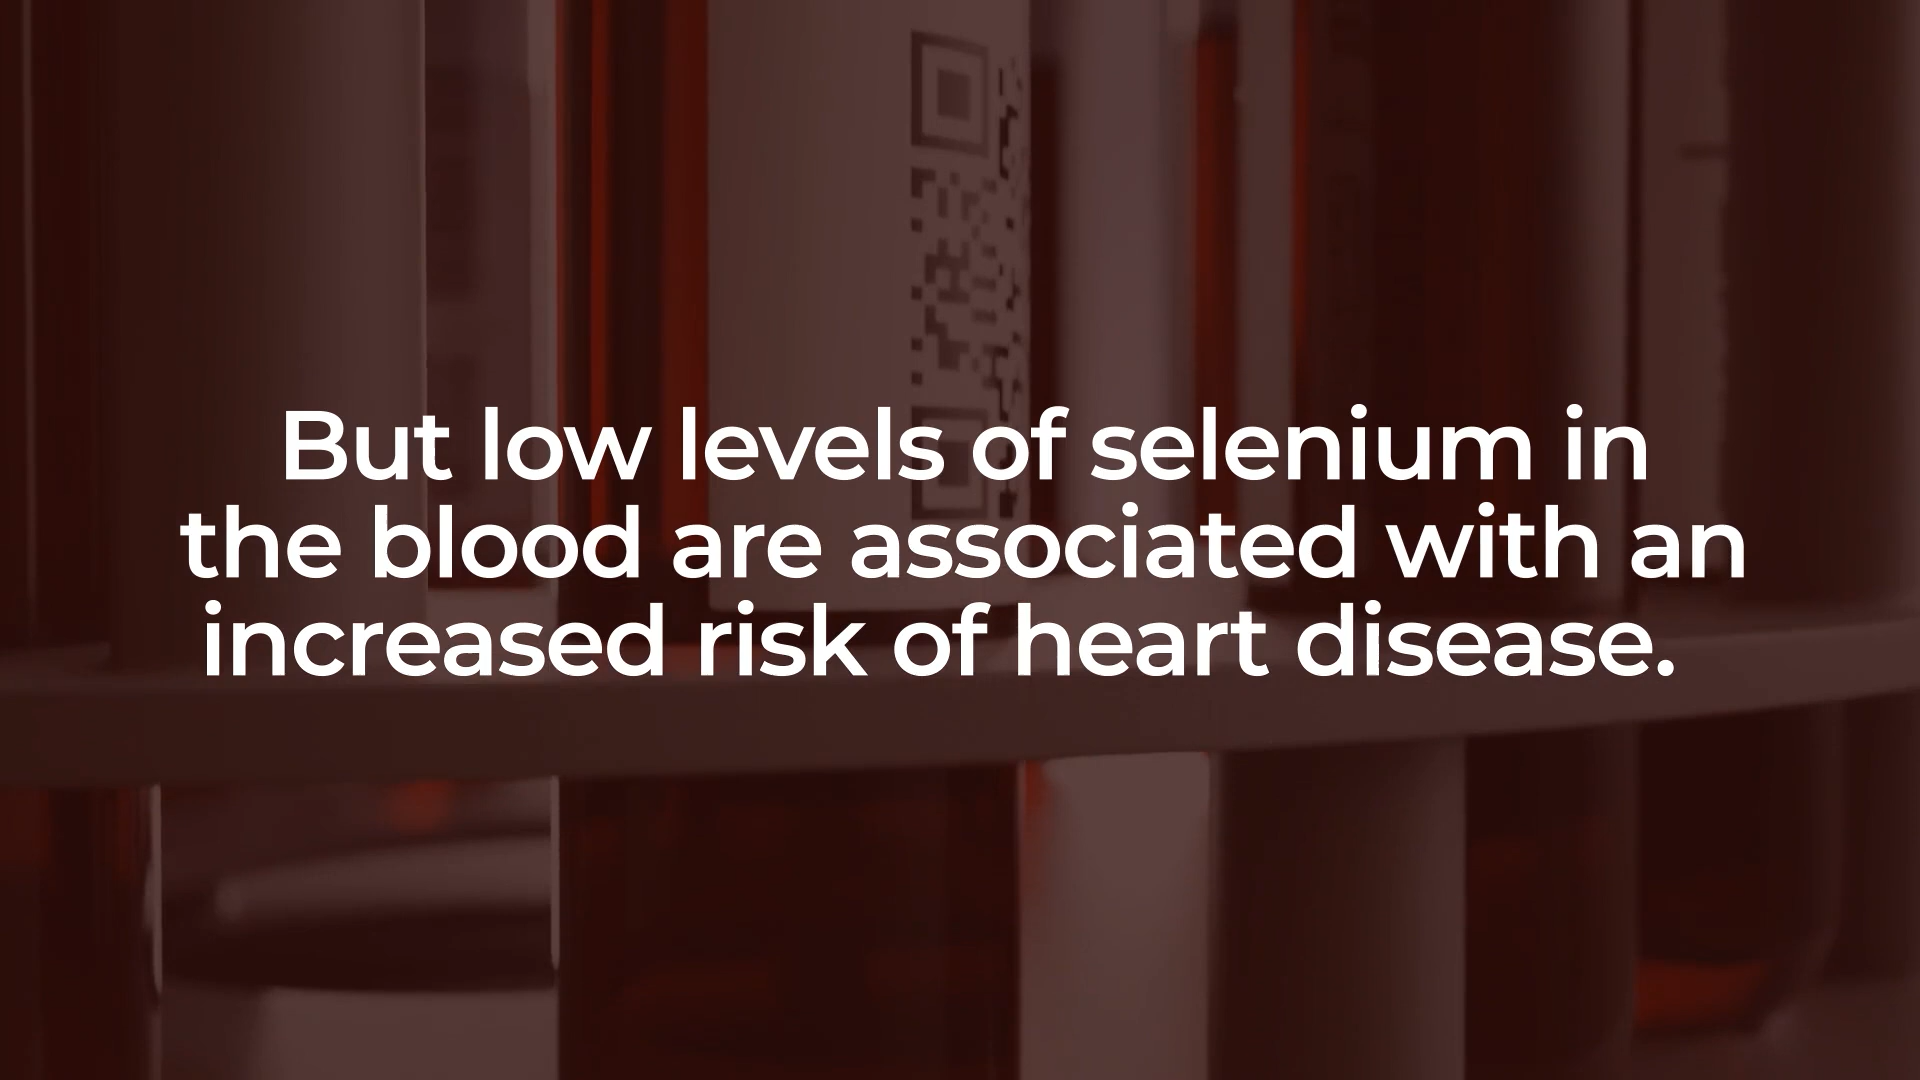 But low levels of selenium in
the blood are associated with an
increased risk of heart disease.